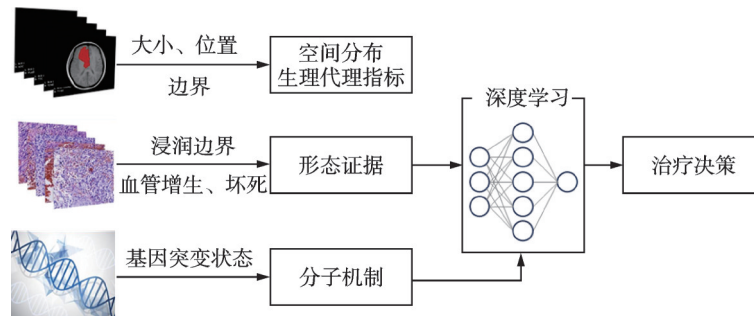 大小、位置
边界
空间分布
生理代理指标
深度学习
浸润边界
血管增生、坏死
形态证据
治疗决策
基因突变状态
分子机制